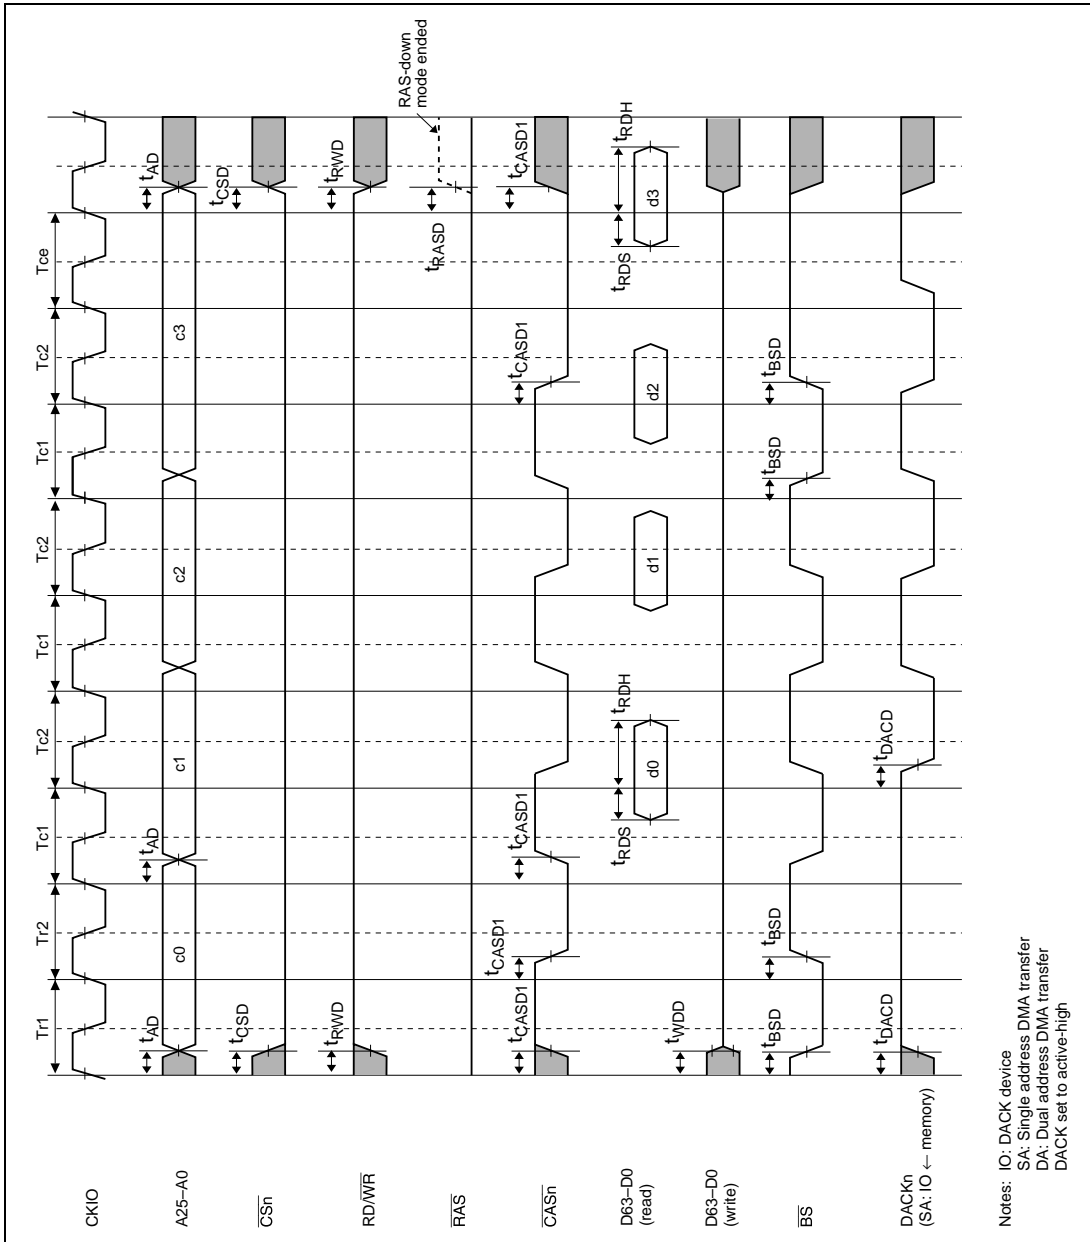 Tr1 Tr2 Tc1 Tc2 Tc1 Tc2 Tc1 Tc2 Tce
CKIO
tAD tAD tAD
A25–A0 c0 c1 c2 c3
tCSD tCSD
CSn
tRWD tRWD
RD/WR
RAS-down
mode ended
RAS
tRASD
tCASD1 tCASD1 tCASD1 tCASD1 tCASD1
CASn
D63–D0
(read)
tRDS d0 tRDH d1 d2 tRDS d3 tRDH
tWDD
D63–D0
(write)
tBSD tBSD tBSD tBSD
BS
tDACD tDACD
DACKn
(SA: IO ← memory)
Notes: IO: DACK device
SA: Single address DMA transfer
DA: Dual address DMA transfer
DACK set to active-high